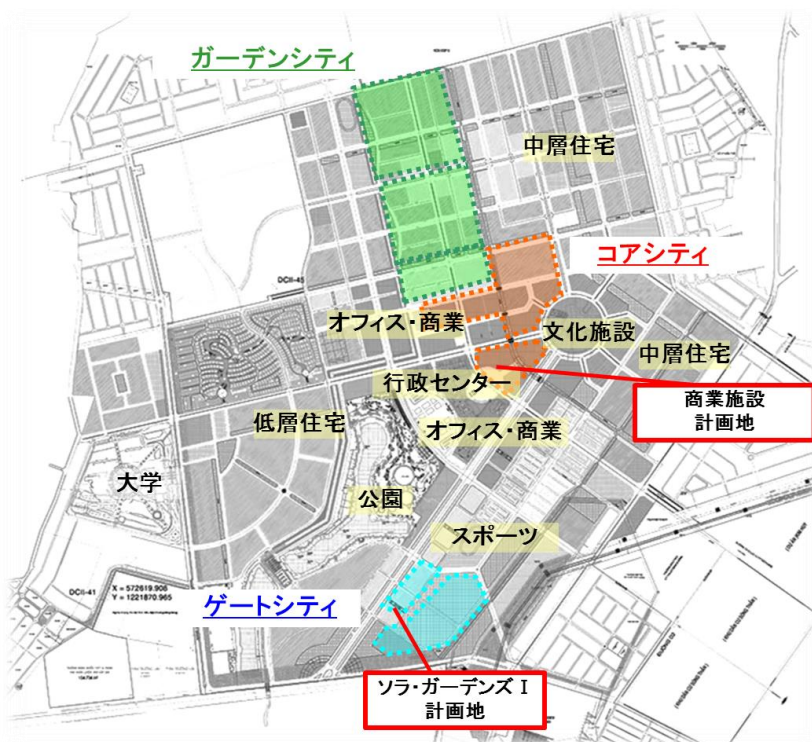 ガーデンシティ
中層住宅
コアシティ
DCII-45
オフィス・商業
文化施設
中層住宅
行政センター
商業施設
計画地
低層住宅
オフィス・商業
大学
公園
スポーツ
DCII-41
X = 572619.906
Y = 1221870.965
ゲートシティ
ソラ・ガーデンズ I
計画地